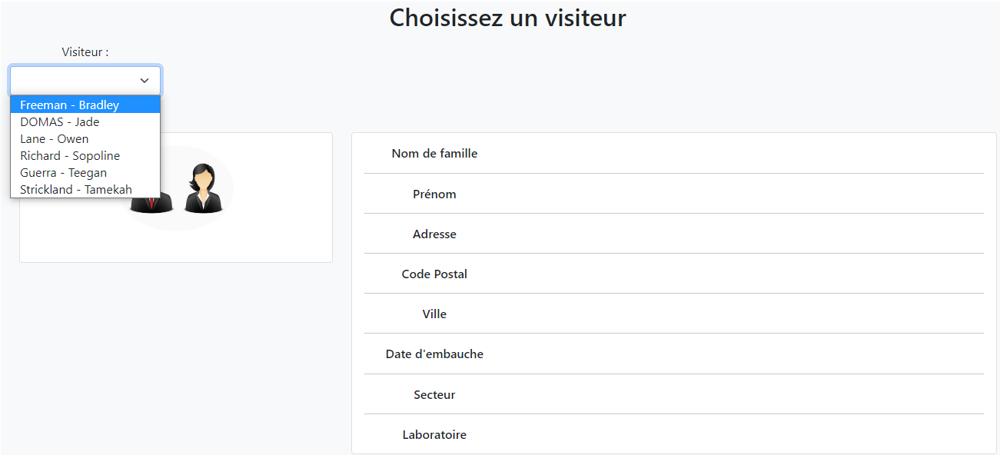 Choisissez un visiteur
Visiteur :
Freeman - Bradley
DOMAS - Jade
Lane - Owen
Richard - Sopoline
Guerra - Teegan
Strickland - Tamekah
Nom de famille
Prénom
Adresse
Code Postal
Ville
Date d'embauche
Secteur
Laboratoire